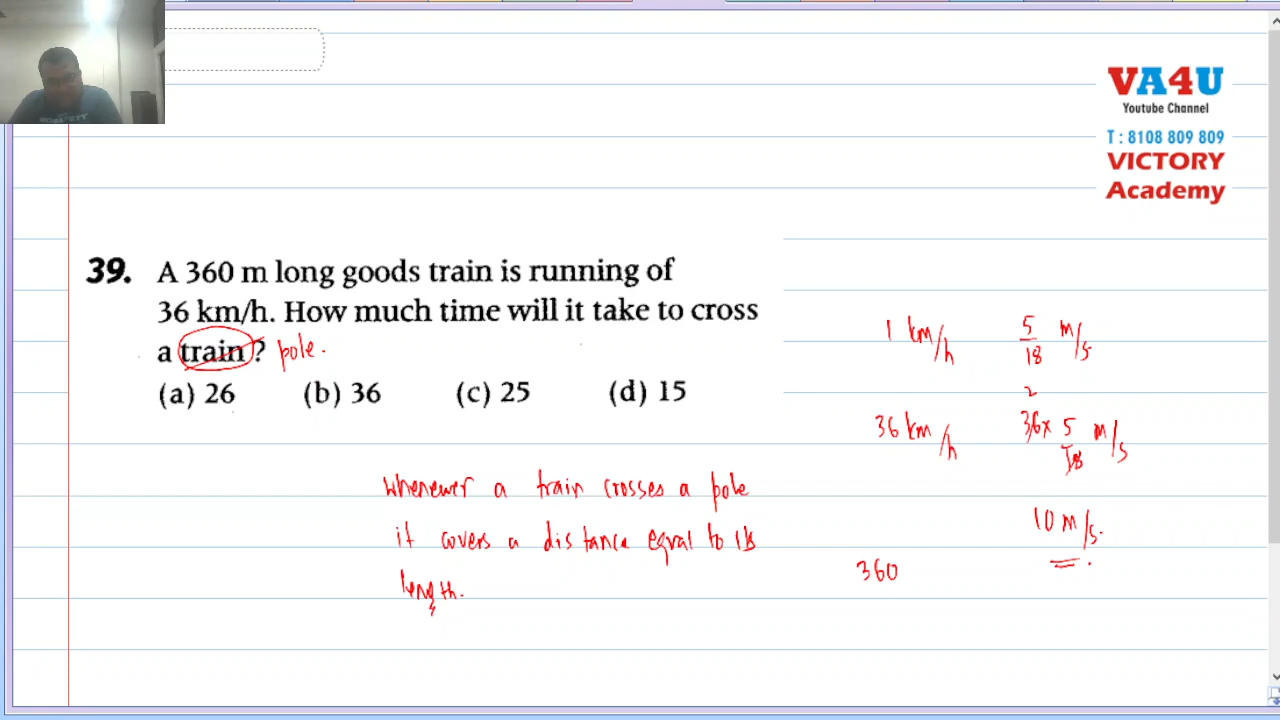 VA4U
Youtube Channel
T : 8108 809 809
VICTORY
Academy
39. A 360 m long goods train is running of
36 km/h. How much time will it take to cross
a train ? pole.
(a) 26 (b) 36 (c) 25 (d) 15
1 km/h 5/18 m/s
2
36 km/h 36 x 5/18 m/s
10 m/s.
360
whenever a train crosses a pole
it covers a distance equal to its
length.